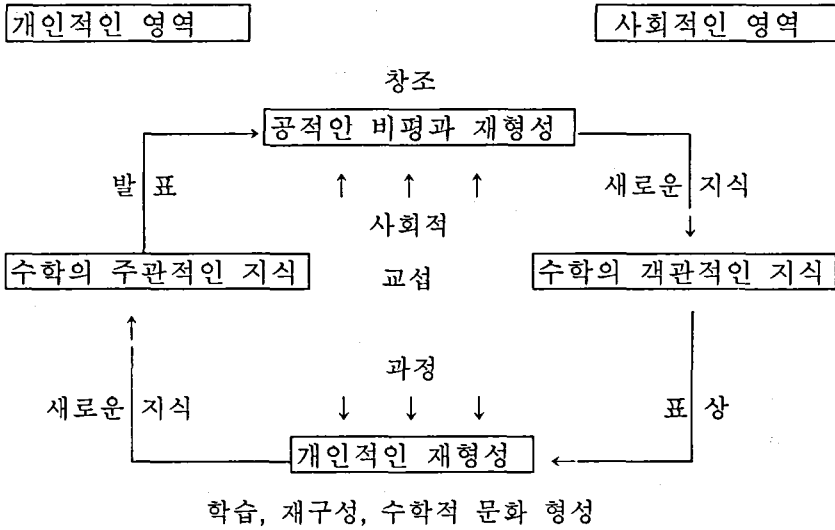 개인적인 영역 사회적인 영역
창조
공적안 비평과 재형성
발표 ↑ ↑ ↑ 새로운 지식
사회적
수학의 주관적인 지식 교섭 수학의 객관적인 지식
과정
새로운 지식 ↓ ↓ ↓ 표상
개인적인 재형성
학습, 재구성, 수학적 문화 형성